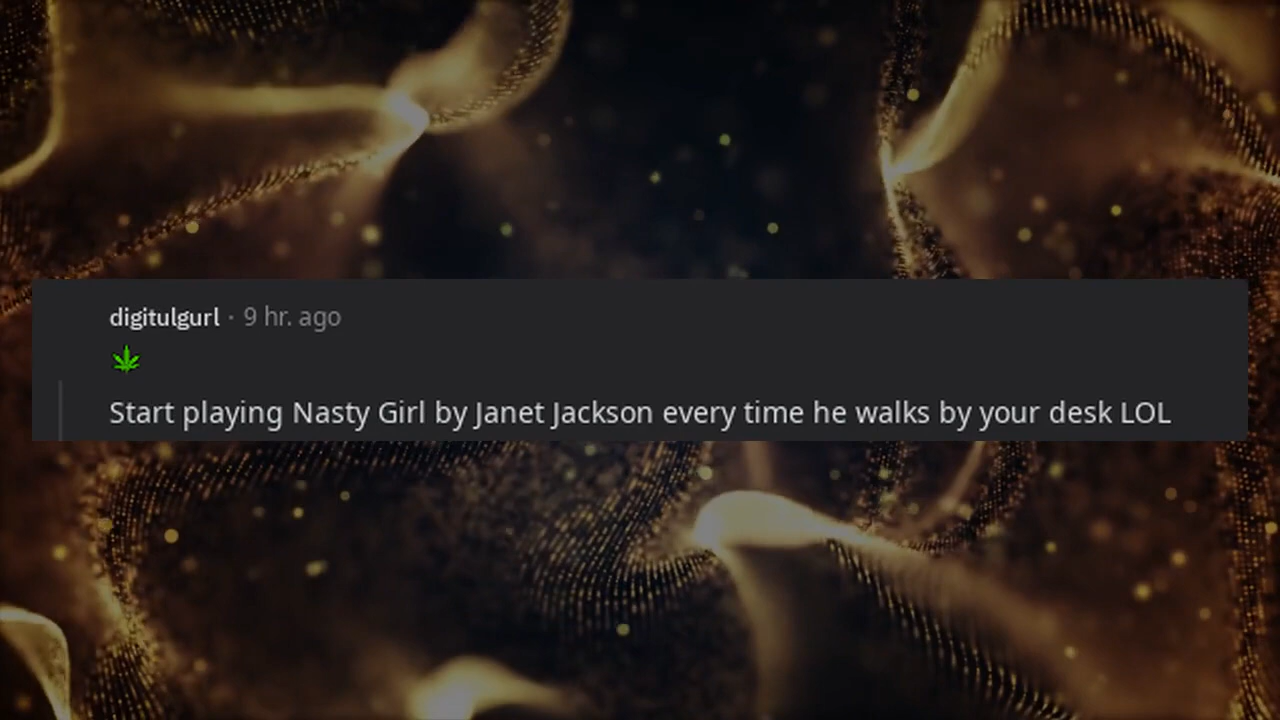 digitulgurl · 9 hr. ago
Start playing Nasty Girl by Janet Jackson every time he walks by your desk LOL